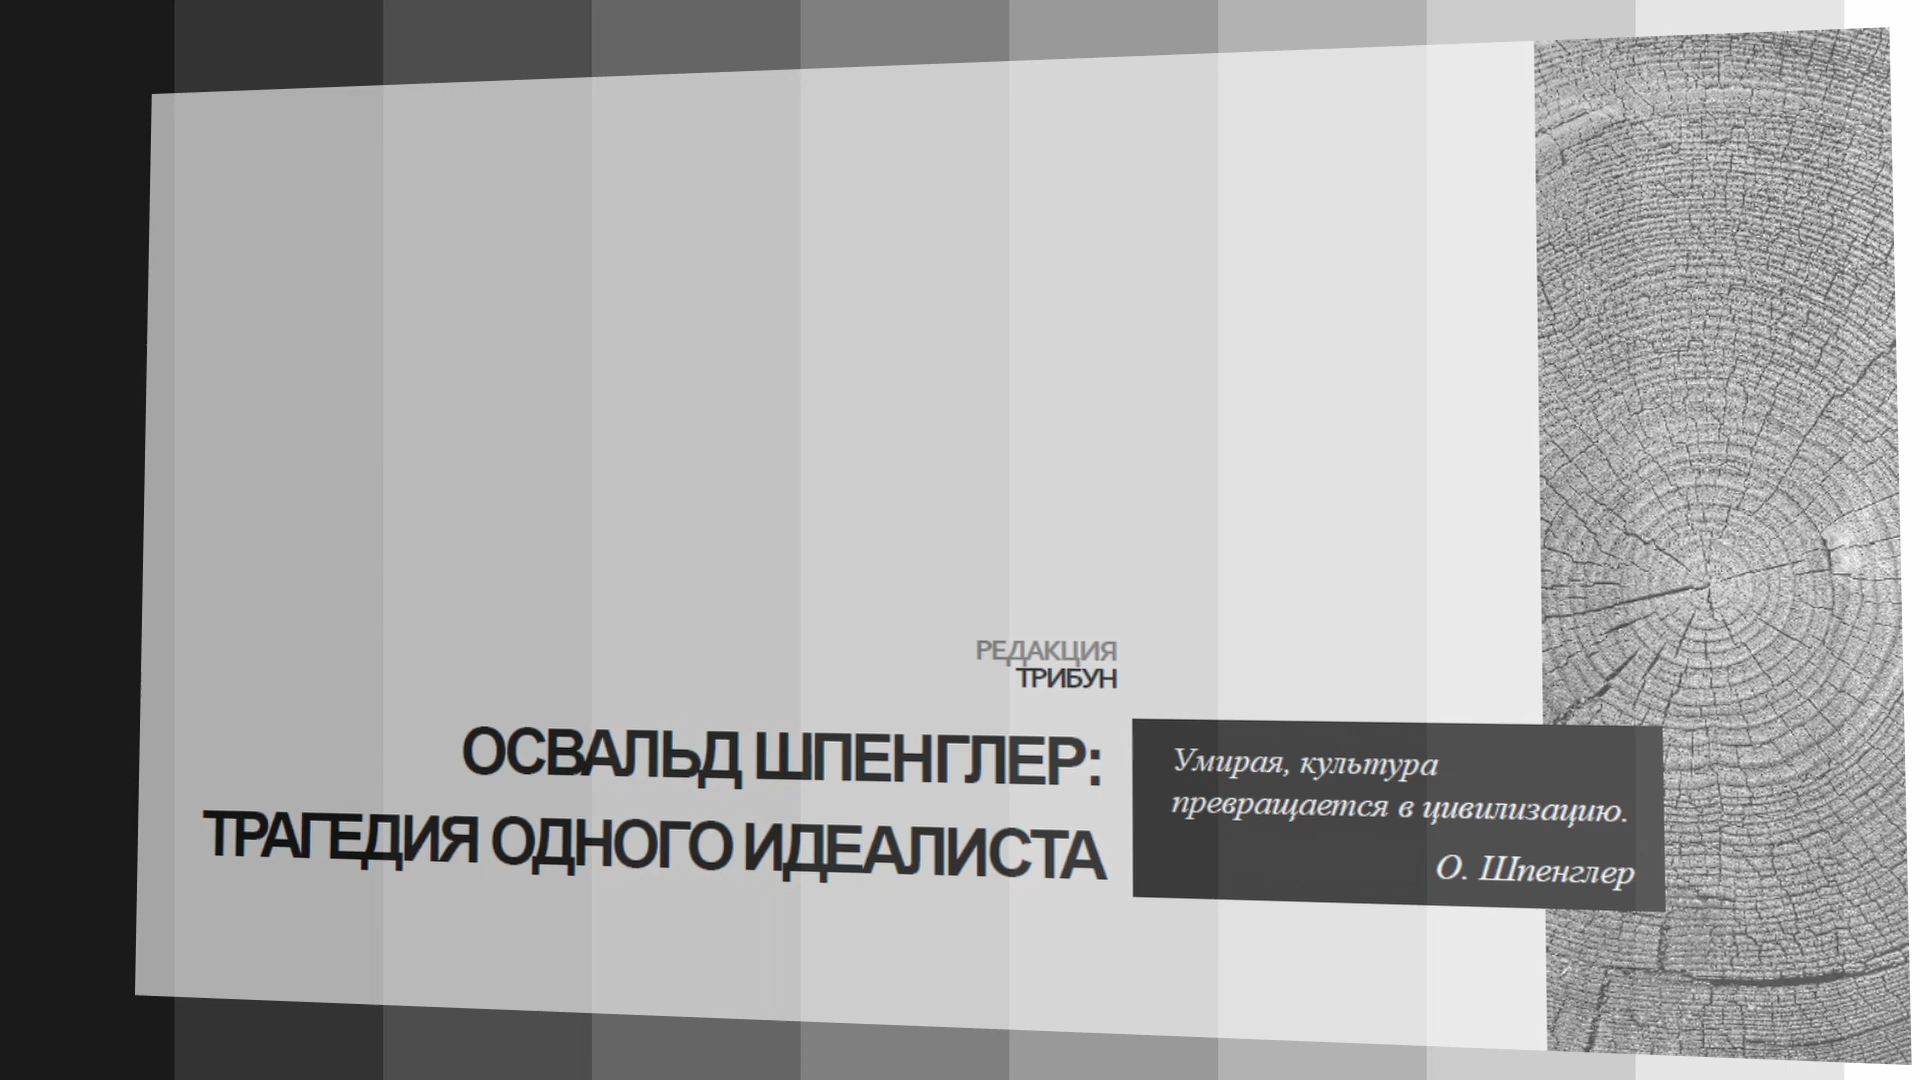 РЕДАКЦИЯ
ТРИБУН
ОСВАЛЬД ШПЕНГЛЕР:
ТРАГЕДИЯ ОДНОГО ИДЕАЛИСТА
Умирая, культура
превращается в цивилизацию.
О. Шпенглер